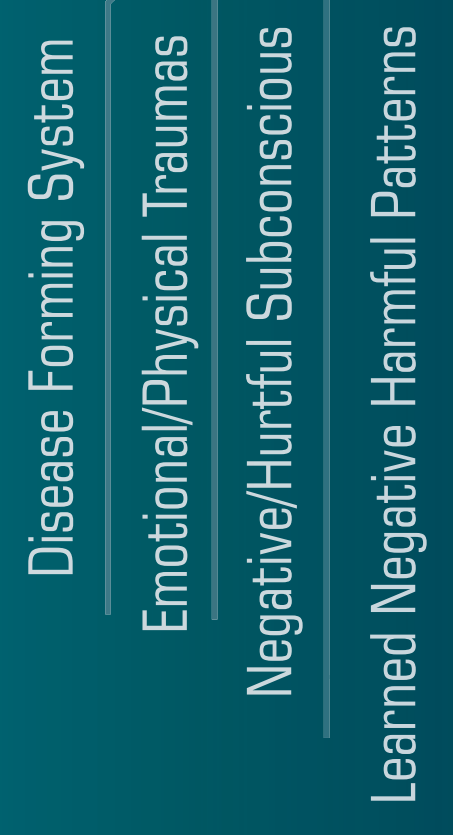 Disease Forming System
Emotional/Physical Traumas
Negative/Hurtful Subconscious
Learned Negative Harmful Patterns